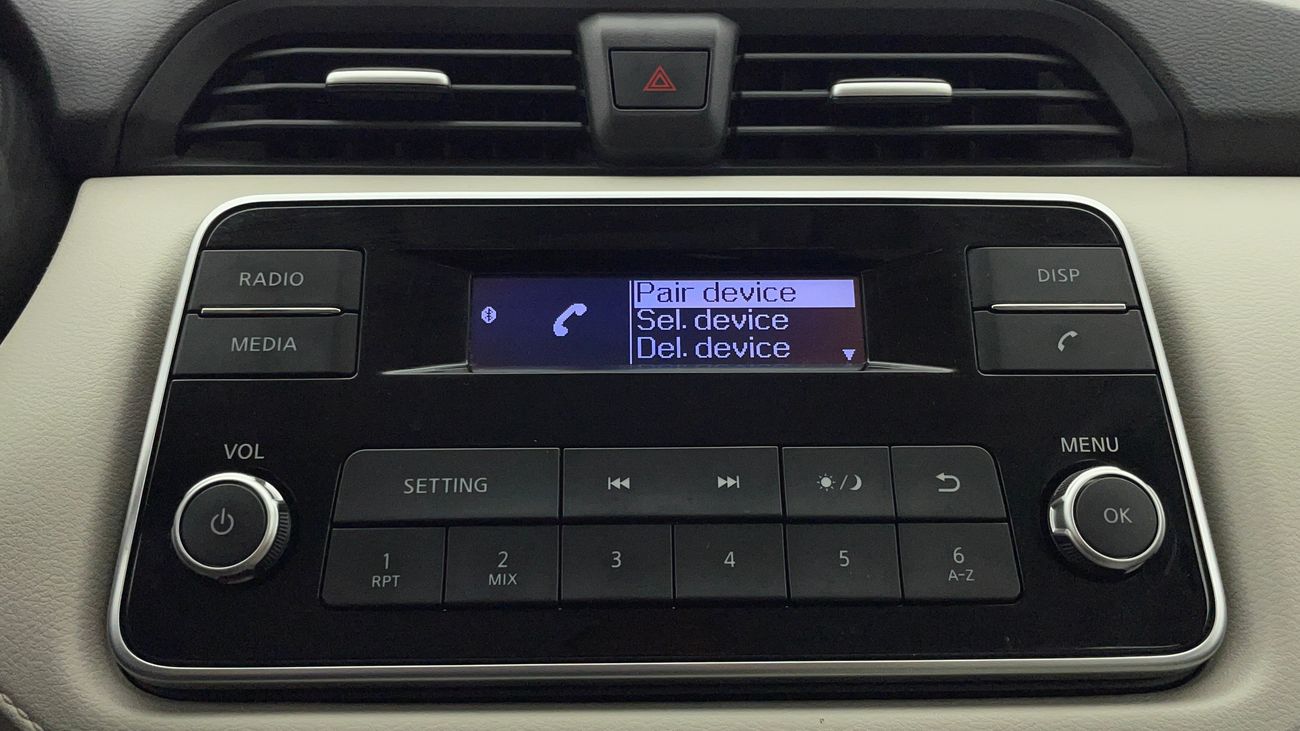 RADIO
MEDIA
Pair device
Sel. device
Del. device
DISP
VOL
MENU
SETTING
OK
1
RPT
2
MIX
3
4
5
6
A-Z